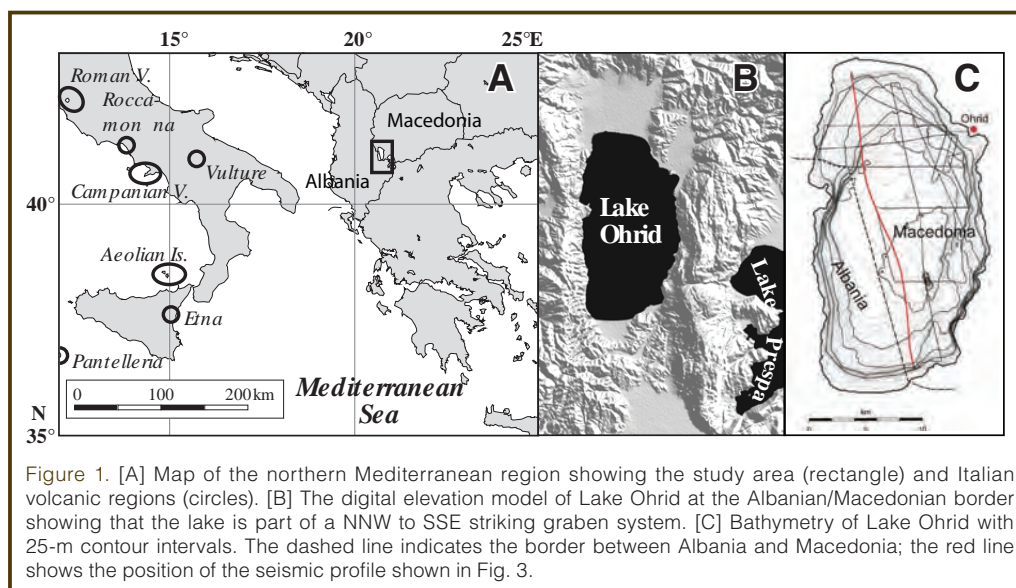 15°
20°
25°E
A
Roman V.
Rocca-
mon na
Macedonia
Vulture
Albania
Campanian V.
40°
Aeolian Is.
Etna
Pantelleria
0 100 200 km
Mediterranean
Sea
N
35°
B
Lake
Ohrid
Lake
Prespa
C
Ohrid
Macedonia
Albania
km
0 10
Figure 1. [A] Map of the northern Mediterranean region showing the study area (rectangle) and Italian
volcanic regions (circles). [B] The digital elevation model of Lake Ohrid at the Albanian/Macedonian border
showing that the lake is part of a NNW to SSE striking graben system. [C] Bathymetry of Lake Ohrid with
25-m contour intervals. The dashed line indicates the border between Albania and Macedonia; the red line
shows the position of the seismic profile shown in Fig. 3.